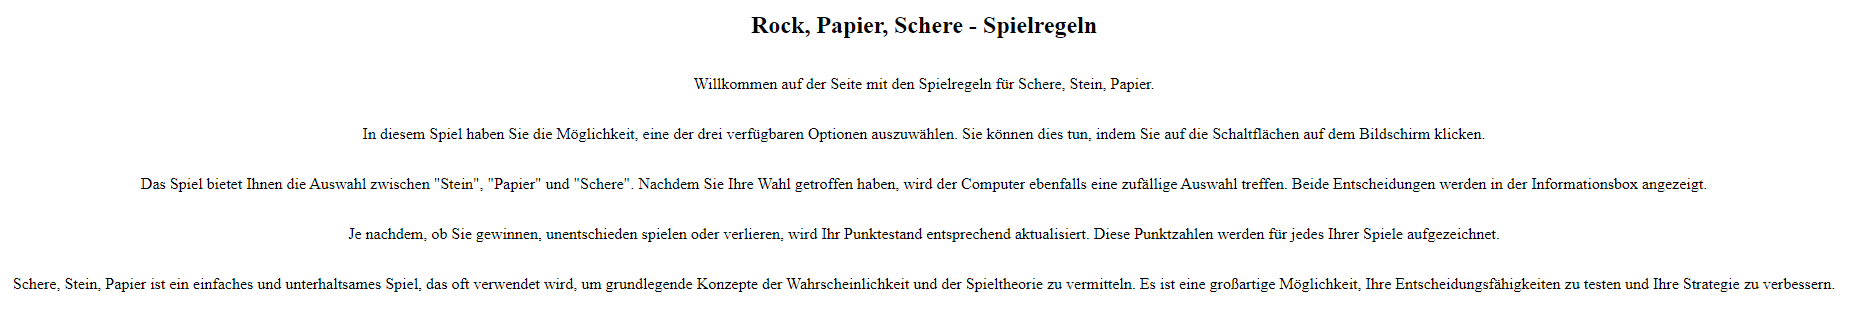 Rock, Papier, Schere - Spielregeln
Willkommen auf der Seite mit den Spielregeln für Schere, Stein, Papier.
In diesem Spiel haben Sie die Möglichkeit, eine der drei verfügbaren Optionen auszuwählen. Sie können dies tun, indem Sie auf die Schaltflächen auf dem Bildschirm klicken.
Das Spiel bietet Ihnen die Auswahl zwischen "Stein", "Papier" und "Schere". Nachdem Sie Ihre Wahl getroffen haben, wird der Computer ebenfalls eine zufällige Auswahl treffen. Beide Entscheidungen werden in der Informationsbox angezeigt.
Je nachdem, ob Sie gewinnen, unentschieden spielen oder verlieren, wird Ihr Punktestand entsprechend aktualisiert. Diese Punktzahlen werden für jedes Ihrer Spiele aufgezeichnet.
Schere, Stein, Papier ist ein einfaches und unterhaltsames Spiel, das oft verwendet wird, um grundlegende Konzepte der Wahrscheinlichkeit und der Spieltheorie zu vermitteln. Es ist eine großartige Möglichkeit, Ihre Entscheidungsfähigkeiten zu testen und Ihre Strategie zu verbessern.